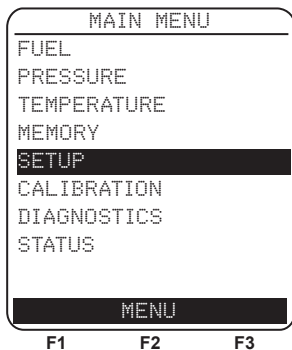 MAIN MENU
FUEL
PRESSURE
TEMPERATURE
MEMORY
SETUP
CALIBRATION
DIAGNOSTICS
STATUS
MENU
F1 F2 F3